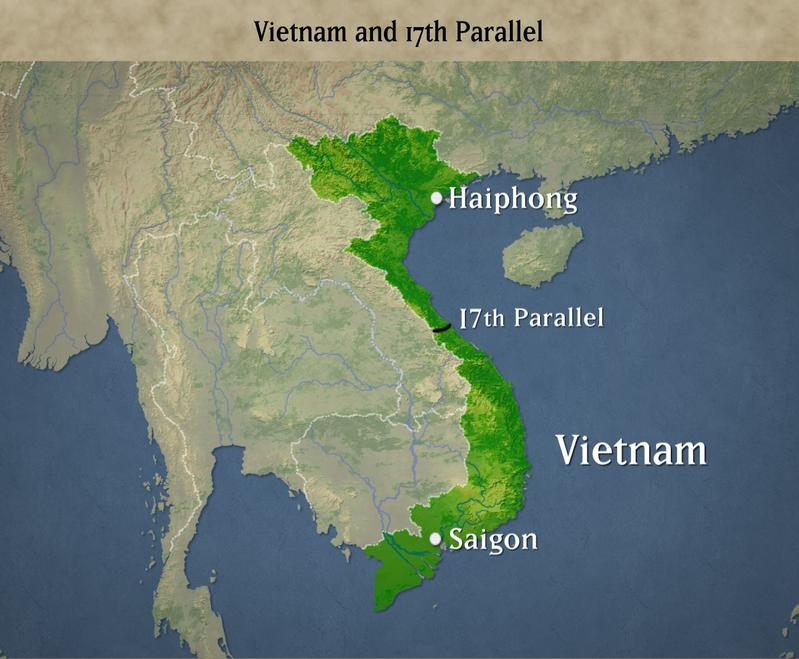 Vietnam and 17th Parallel
Haiphong
17th Parallel
Vietnam
Saigon